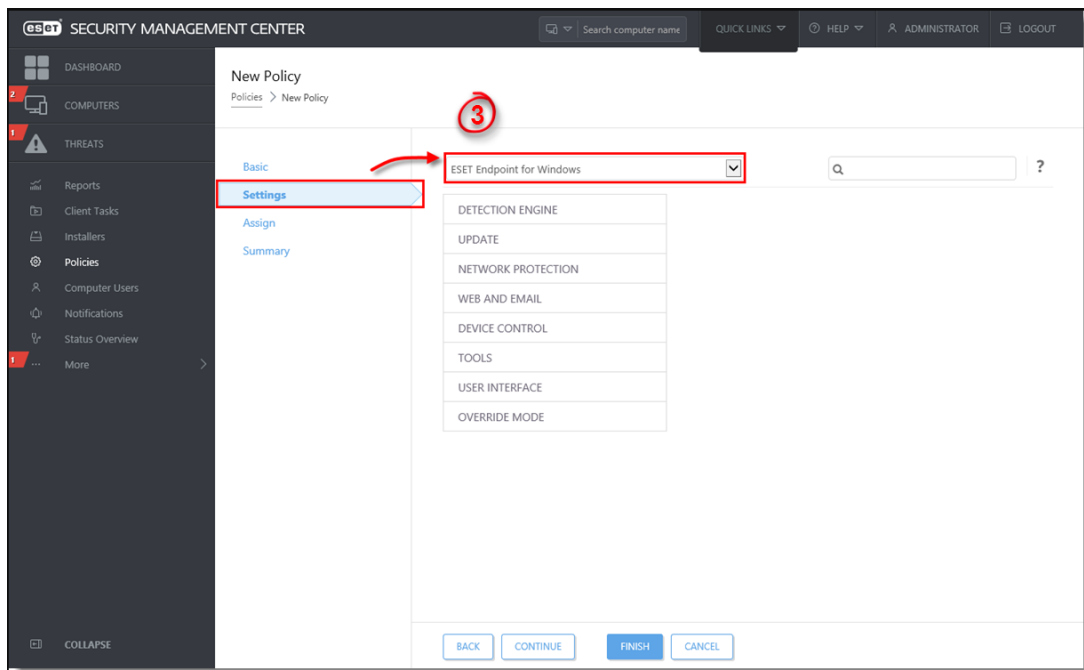 eset SECURITY MANAGEMENT CENTER Search computer name QUICK LINKS HELP ADMINISTRATOR LOGOUT
DASHBOARD
2
COMPUTERS
1
THREATS
Reports
Client Tasks
Installers
Policies
Computer Users
Notifications
Status Overview
1
More
COLLAPSE
New Policy
Policies > New Policy
3
Basic
Settings
Assign
Summary
ESET Endpoint for Windows ?
DETECTION ENGINE
UPDATE
NETWORK PROTECTION
WEB AND EMAIL
DEVICE CONTROL
TOOLS
USER INTERFACE
OVERRIDE MODE
BACK CONTINUE FINISH CANCEL